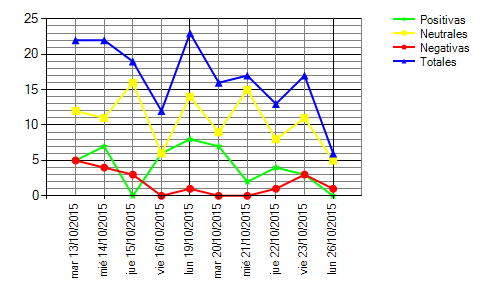 25
20
15
10
5
0
mar 13/10/2015
mié 14/10/2015
jue 15/10/2015
vie 16/10/2015
lun 19/10/2015
mar 20/10/2015
mié 21/10/2015
jue 22/10/2015
vie 23/10/2015
lun 26/10/2015
Positivas
Neutrales
Negativas
Totales